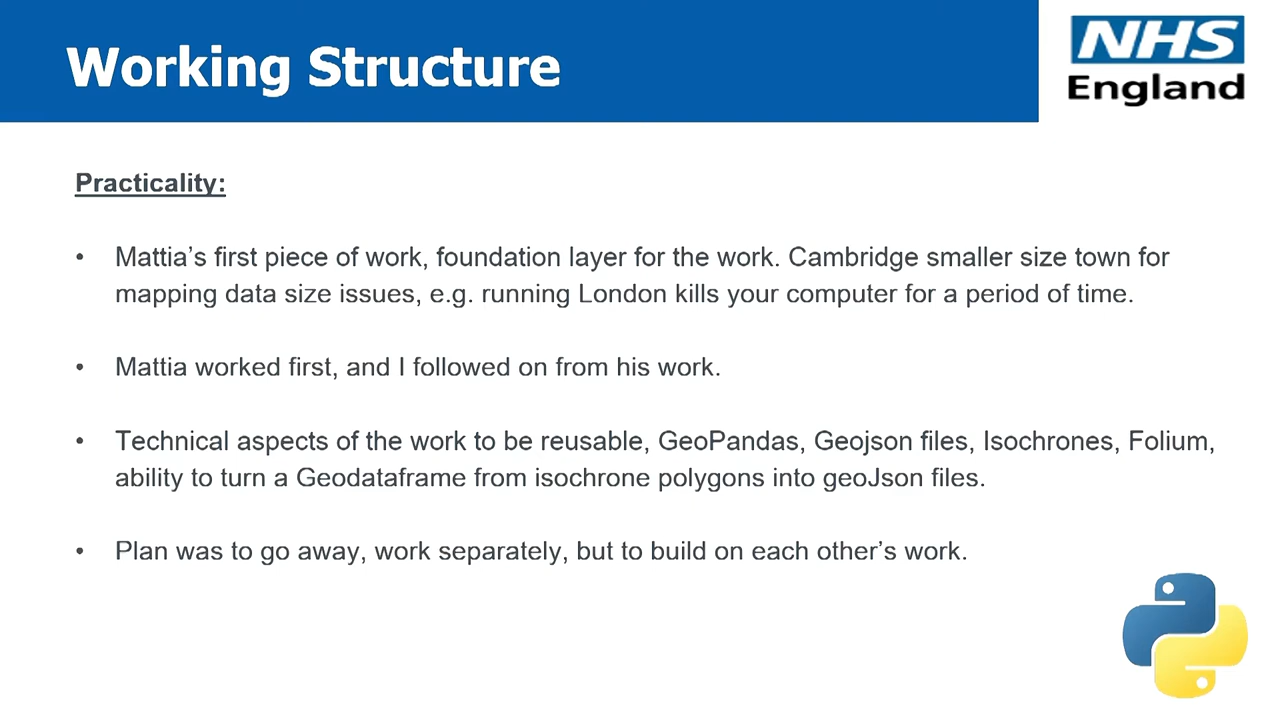 Working Structure
NHS
England
Practicality:
• Mattia’s first piece of work, foundation layer for the work. Cambridge smaller size town for
mapping data size issues, e.g. running London kills your computer for a period of time.
• Mattia worked first, and I followed on from his work.
• Technical aspects of the work to be reusable, GeoPandas, Geojson files, Isochrones, Folium,
ability to turn a Geodataframe from isochrone polygons into geoJson files.
• Plan was to go away, work separately, but to build on each other’s work.